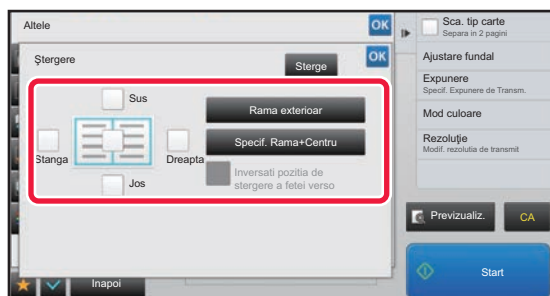 Altele
OK
Ştergere
Sterge
OK
Sus
Stanga
Dreapta
Jos
Rama exterioar
Specif. Rama+Centru
Inversati pozitia de
stergere a fetei verso
Inapoi
Sca. tip carte
Separa in 2 pagini
Ajustare fundal
Expunere
Specif. Expunere de Transm.
Mod culoare
Rezoluţie
Modif. rezolutia de transmit
Previzualiz.
CA
Start